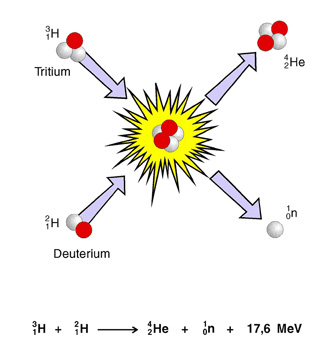 ³₁H
⁴₂He
Tritium
²₁H
¹₀n
Deuterium
³₁H + ²₁H ⟶ ⁴₂He + ¹₀n + 17,6 MeV